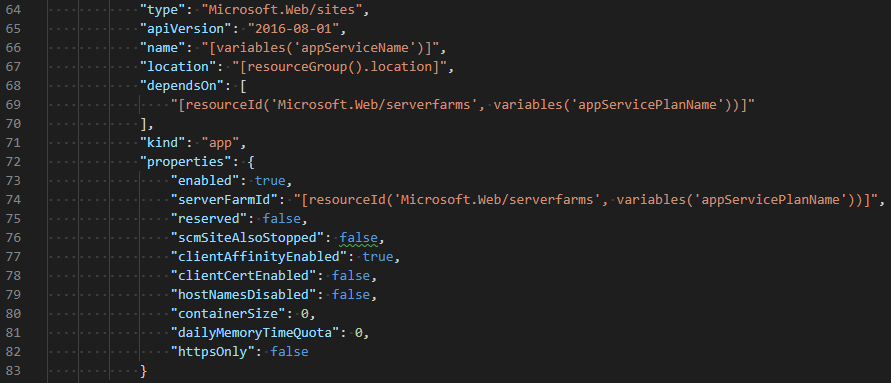 64 "type": "Microsoft.Web/sites",
65 "apiVersion": "2016-08-01",
66 "name": "[variables('appServiceName')]",
67 "location": "[resourceGroup().location]",
68 "dependsOn": [
69 "[resourceId('Microsoft.Web/serverfarms', variables('appServicePlanName'))]"
70 ],
71 "kind": "app",
72 "properties": {
73 "enabled": true,
74 "serverFarmId": "[resourceId('Microsoft.Web/serverfarms', variables('appServicePlanName'))]",
75 "reserved": false,
76 "scmSiteAlsoStopped": false,
77 "clientAffinityEnabled": true,
78 "clientCertEnabled": false,
79 "hostNamesDisabled": false,
80 "containerSize": 0,
81 "dailyMemoryTimeQuota": 0,
82 "httpsOnly": false
83 }